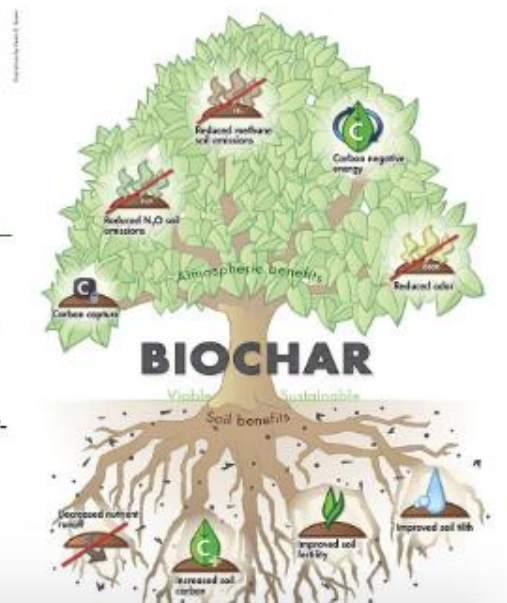 Reduced methane
soil emissions
Carbon negative
energy
Reduced N₂O soil
emissions
Atmospheric benefits
Reduced odor
C
Carbon capture
BIOCHAR
Viable
Sustainable
Soil benefits
Decreased nutrient
runoff
Improved soil tilth
Improved soil
fertility
C
Increased soil
carbon